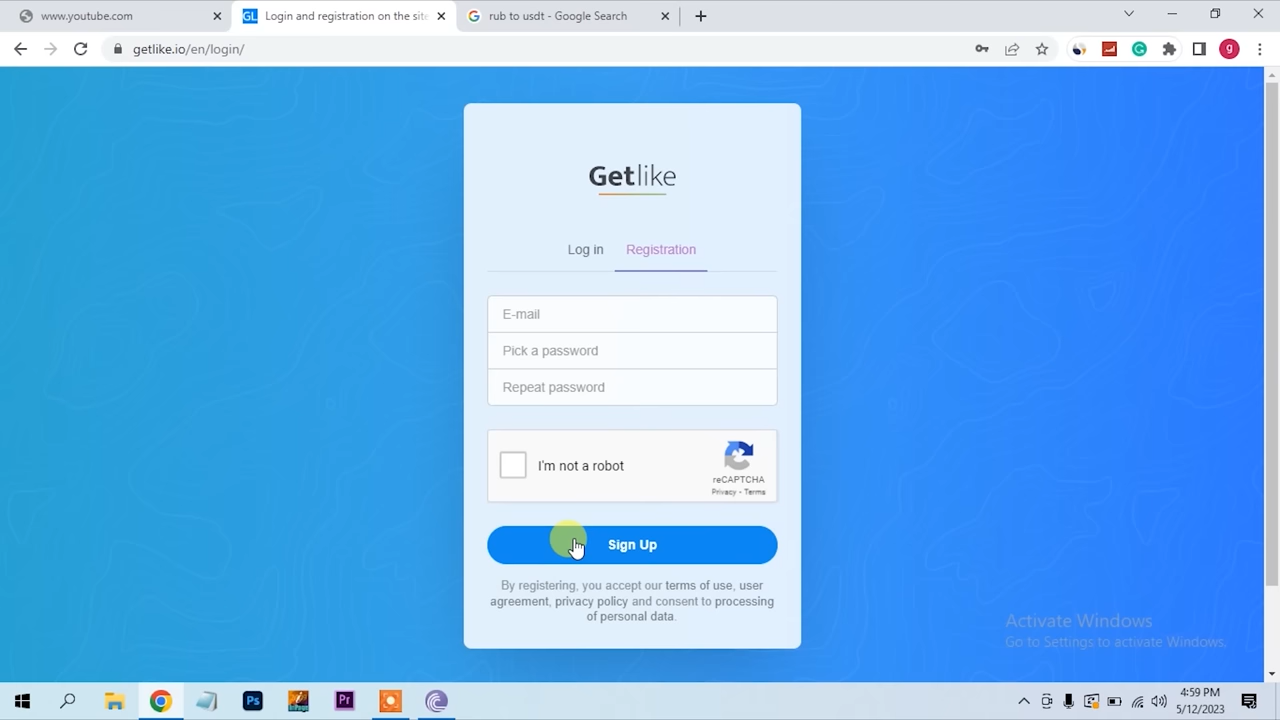 www.youtube.com
Login and registration on the site
rub to usdt - Google Search
getlike.io/en/login/
g
Getlike
Log in
Registration
E-mail
Pick a password
Repeat password
I'm not a robot
reCAPTCHA
Privacy - Terms
Sign Up
By registering, you accept our terms of use, user
agreement, privacy policy and consent to processing
of personal data.
Activate Windows
Go to Settings to activate Windows.
Ps
Pr
4:59 PM
5/12/2023